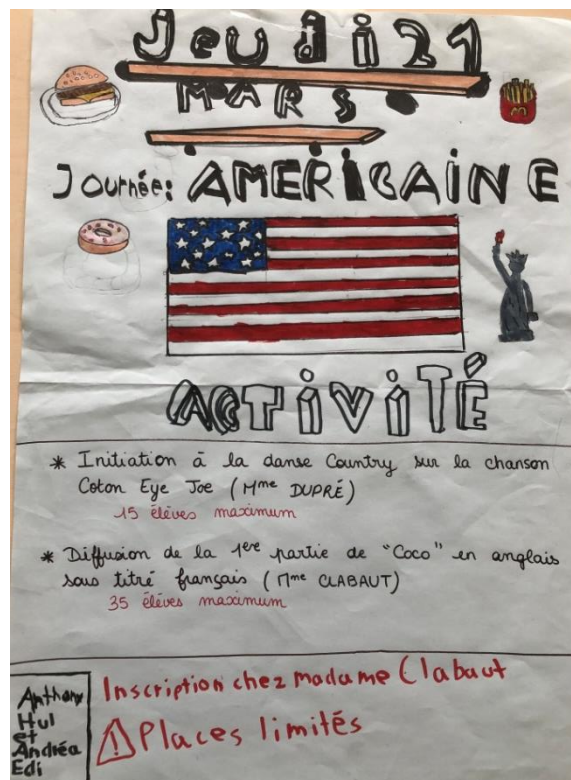 Jeudi 21
MARS
Journée: AMERiCAiNE
ACTiViTÉ
* Initiation à la danse Country sur la chanson
Coton Eye Joe (Mme DUPRÉ)
15 élèves maximum
* Diffusion de la 1ère partie de "Coco" en anglais
sous titré français (Mme CLABAUT)
35 élèves maximum
Inscription chez madame Clabaut
⚠ Places limités
Anthony
Hul
et
Andréa
Edi